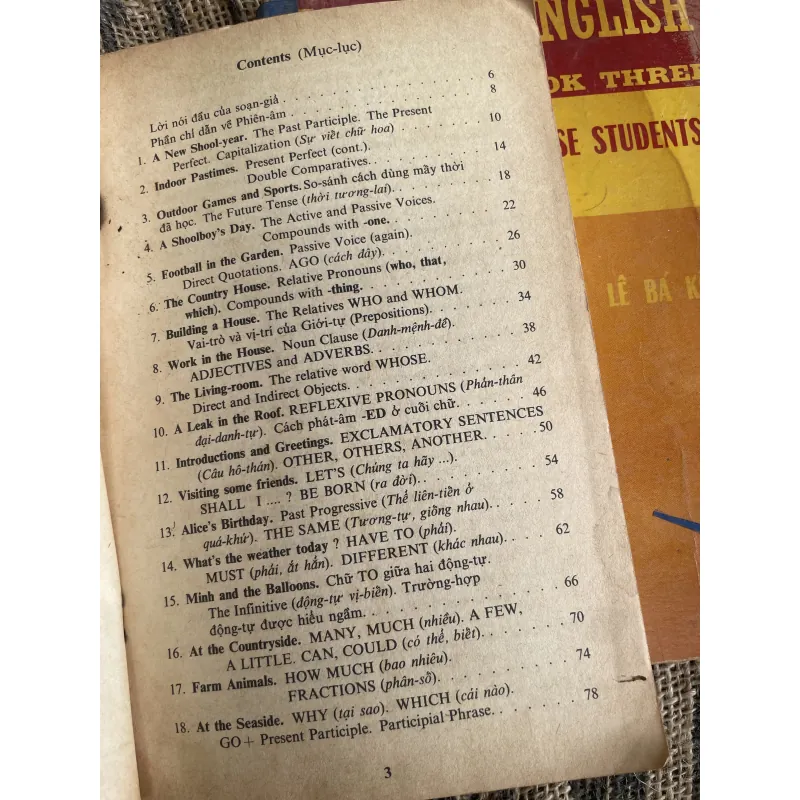 Contents (Mục-lục)
Lời nói đầu của soạn-giả . . . . . . . . . . . . . . 6
Phần chỉ dẫn về Phiên-âm . . . . . . . . . . . . . . 8
1. A New Shool-year. The Past Participle. The Present
Perfect. Capitalization (Sự viết chữ hoa) . . . . . 10
2. Indoor Pastimes. Present Perfect (cont.).
Double Comparatives. . . . . . . . . . 14
3. Outdoor Games and Sports. So-sánh cách dùng mấy thời
đã học. The Future Tense (thời tương-lai). . . . . . 18
4. A Shoolboy's Day. The Active and Passive Voices.
Compounds with -one. . . . . . . . . 22
5. Football in the Garden. Passive Voice (again).
Direct Quotations. AGO (cách đây). . . . . . . . 26
6. The Country House. Relative Pronouns (who, that,
which). Compounds with -thing. . . . . . . . . . 30
7. Building a House. The Relatives WHO and WHOM.
Vai-trò và vị-trí của Giới-tự (Prepositions). . . . . . 34
8. Work in the House. Noun Clause (Danh-mệnh-đề).
ADJECTIVES and ADVERBS. . . . . . . . . . 38
9. The Living-room. The relative word WHOSE.
Direct and Indirect Objects. . . . . . . . . . . 42
10. A Leak in the Roof. REFLEXIVE PRONOUNS (Phản-thân
đại-danh-tự). Cách phát-âm -ED ở cuối chữ. . . . . . 46
11. Introductions and Greetings. EXCLAMATORY SENTENCES
(Câu hô-thán). OTHER, OTHERS, ANOTHER. . . . . 50
12. Visiting some friends. LET'S (Chúng ta hãy ...).
SHALL I .... ? BE BORN (ra đời). . . . . . . . . 54
13. Alice's Birthday. Past Progressive (Thể liên-tiến ở
quá-khứ). THE SAME (Tương-tự, giống nhau). . . . . 58
14. What's the weather today ? HAVE TO (phải).
MUST (phải, ắt hẳn). DIFFERENT (khác nhau). . . . 62
15. Minh and the Balloons. Chữ TO giữa hai động-tự.
The Infinitive (động-tự vị-biến). Trường-hợp
động-tự được hiểu ngầm. . . . . . . . . . . . . 66
16. At the Countryside. MANY, MUCH (nhiều). A FEW,
A LITTLE. CAN, COULD (có thể, biết). . . . . . . 70
17. Farm Animals. HOW MUCH (bao nhiêu).
FRACTIONS (phân-số). . . . . . . . . . 74
18. At the Seaside. WHY (tại sao). WHICH (cái nào).
GO + Present Participle. Participial Phrase. . . . . . 78
3
ENGLISH
OK THREE
SE STUDENTS
LÊ BÁ K